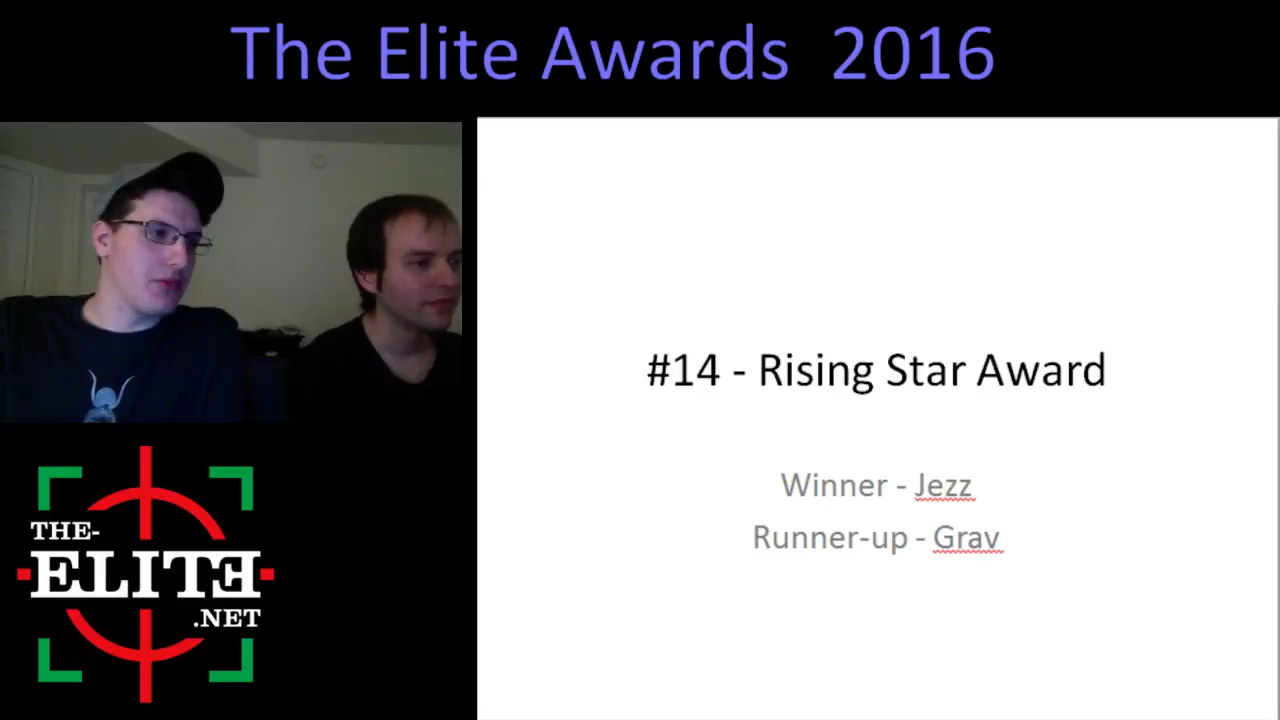 The Elite Awards  2016
#14 - Rising Star Award
Winner - Jezz
Runner-up - Grav
THE-
ELITE
.NET